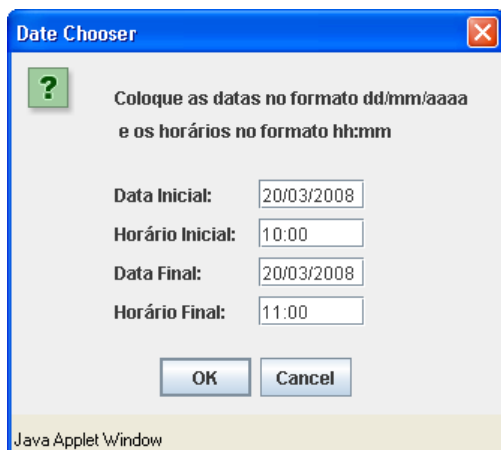 Date Chooser
?
Coloque as datas no formato dd/mm/aaaa
e os horários no formato hh:mm
Data Inicial: 20/03/2008
Horário Inicial: 10:00
Data Final: 20/03/2008
Horário Final: 11:00
OK Cancel
Java Applet Window